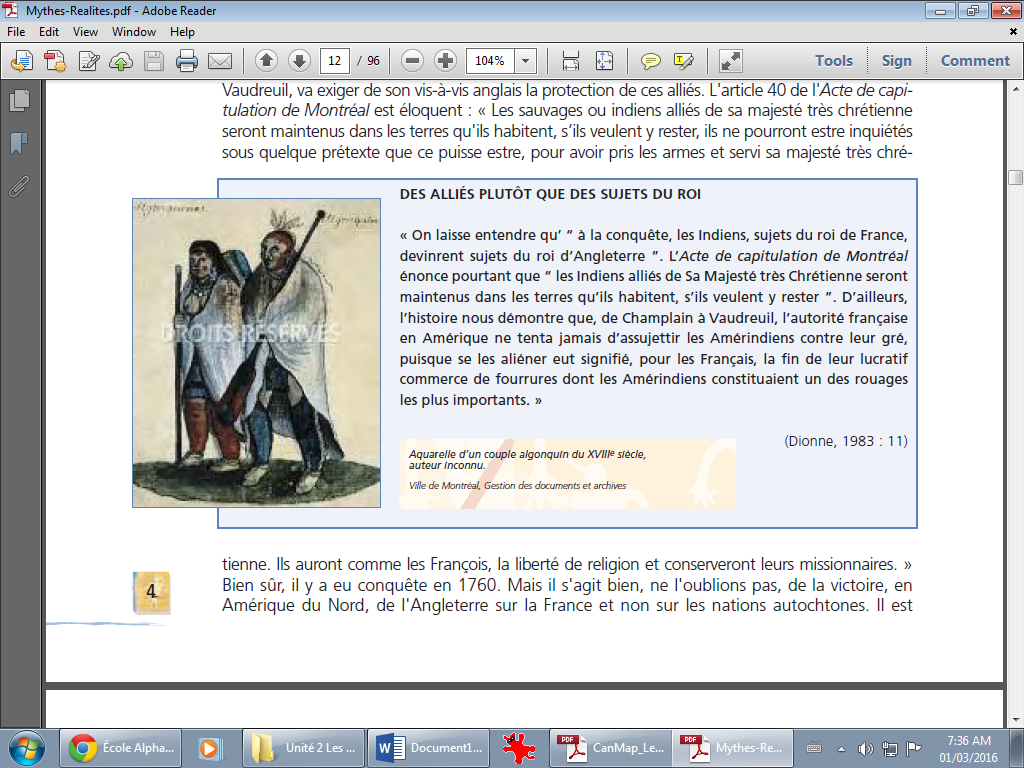 Mythes-Realites.pdf - Adobe Reader
File Edit View Window Help
12 / 96 104% Tools Sign Comment
Vaudreuil, va exiger de son vis-à-vis anglais la protection de ces alliés. L'article 40 de l'Acte de capi-
tulation de Montréal est éloquent : « Les sauvages ou indiens alliés de sa majesté très chrétienne
seront maintenus dans les terres qu'ils habitent, s'ils veulent y rester, ils ne pourront estre inquiétés
sous quelque prétexte que ce puisse estre, pour avoir pris les armes et servi sa majesté très chré-
DROITS RÉSERVÉS
DES ALLIÉS PLUTÔT QUE DES SUJETS DU ROI
« On laisse entendre qu' " à la conquête, les Indiens, sujets du roi de France,
devinrent sujets du roi d'Angleterre ". L'Acte de capitulation de Montréal
énonce pourtant que " les Indiens alliés de Sa Majesté très Chrétienne seront
maintenus dans les terres qu'ils habitent, s'ils veulent y rester ". D'ailleurs,
l'histoire nous démontre que, de Champlain à Vaudreuil, l'autorité française
en Amérique ne tenta jamais d'assujettir les Amérindiens contre leur gré,
puisque se les aliéner eut signifié, pour les Français, la fin de leur lucratif
commerce de fourrures dont les Amérindiens constituaient un des rouages
les plus importants. »
(Dionne, 1983 : 11)
Aquarelle d'un couple algonquin du XVIIIe siècle,
auteur inconnu.
Ville de Montréal, Gestion des documents et archives
tienne. Ils auront comme les François, la liberté de religion et conserveront leurs missionnaires. »
Bien sûr, il y a eu conquête en 1760. Mais il s'agit bien, ne l'oublions pas, de la victoire, en
Amérique du Nord, de l'Angleterre sur la France et non sur les nations autochtones. Il est
4
École Alpha... Unité 2 Les ... Document1... CanMap_Le... Mythes-Re...
7:36 AM
01/03/2016